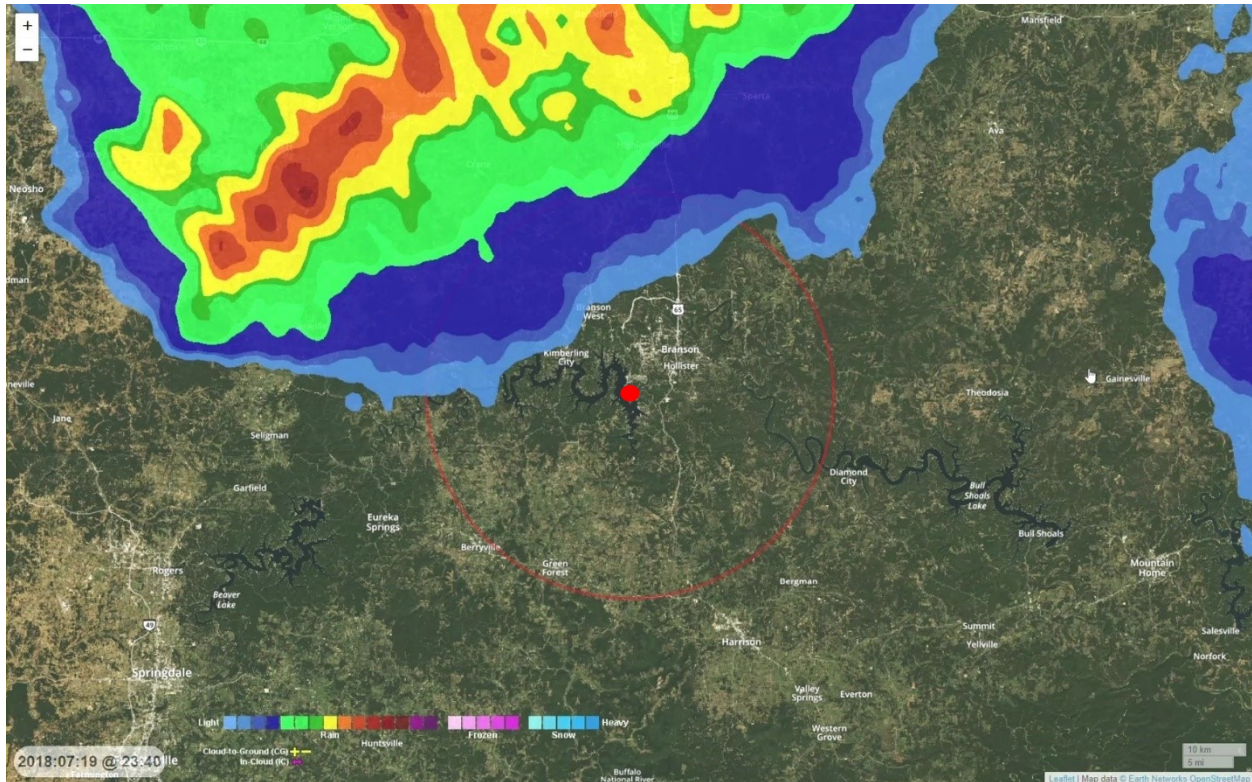 +
−
Mansfield
Sparta
Ava
Crane
Neosho
Branson
West
65
Kimberling
City
Branson
Hollister
Gainesville
Theodosia
Jane
Seligman
Diamond
City
Garfield
Bull
Shoals
Lake
Eureka
Springs
Bull Shoals
Berryville
Green
Forest
Mountain
Home
Rogers
Bergman
Beaver
Lake
49
Summit
Salesville
Harrison
Yellville
Norfork
Springdale
Valley
Springs
Everton
Light
Heavy
Rain
Frozen
Snow
Western
Grove
Huntsville
Cloud-to-Ground (CG) + −
In-Cloud (IC)
2018:07:19 @ 23:40
10 km
5 mi
Buffalo
National River
Leaflet | Map data © Earth Networks OpenStreetMap